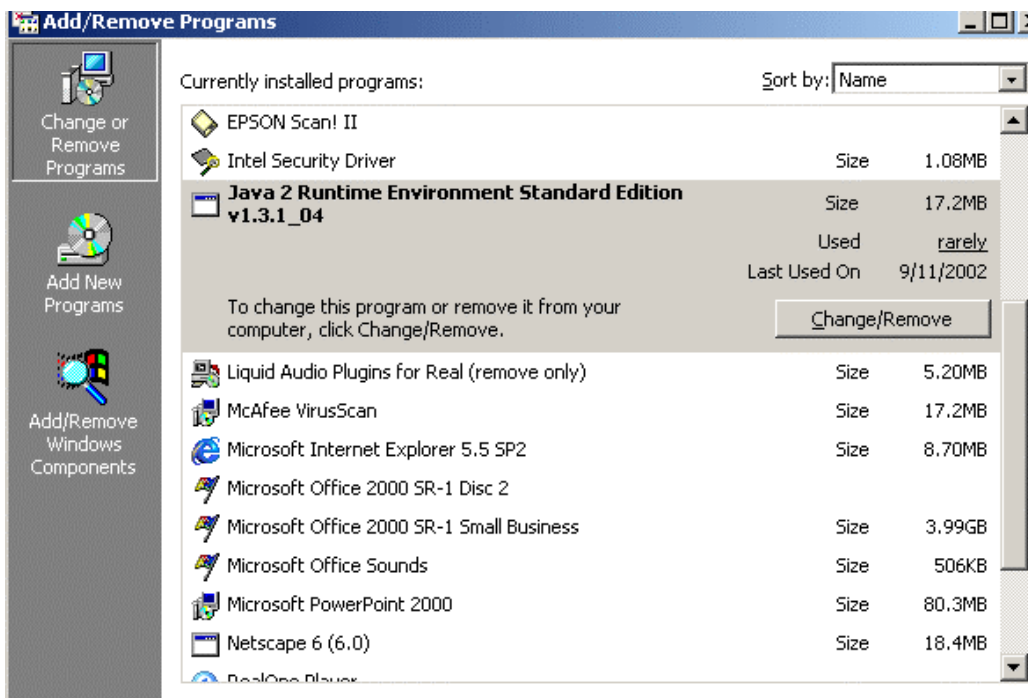 Add/Remove Programs
Change or
Remove
Programs
Add New
Programs
Add/Remove
Windows
Components
Currently installed programs:
Sort by: Name
EPSON Scan! II
Intel Security Driver Size 1.08MB
Java 2 Runtime Environment Standard Edition
v1.3.1_04 Size 17.2MB
Used rarely
Last Used On 9/11/2002
To change this program or remove it from your
computer, click Change/Remove.
Change/Remove
Liquid Audio Plugins for Real (remove only) Size 5.20MB
McAfee VirusScan Size 17.2MB
Microsoft Internet Explorer 5.5 SP2 Size 8.70MB
Microsoft Office 2000 SR-1 Disc 2
Microsoft Office 2000 SR-1 Small Business Size 3.99GB
Microsoft Office Sounds Size 506KB
Microsoft PowerPoint 2000 Size 80.3MB
Netscape 6 (6.0) Size 18.4MB
RealOne Player